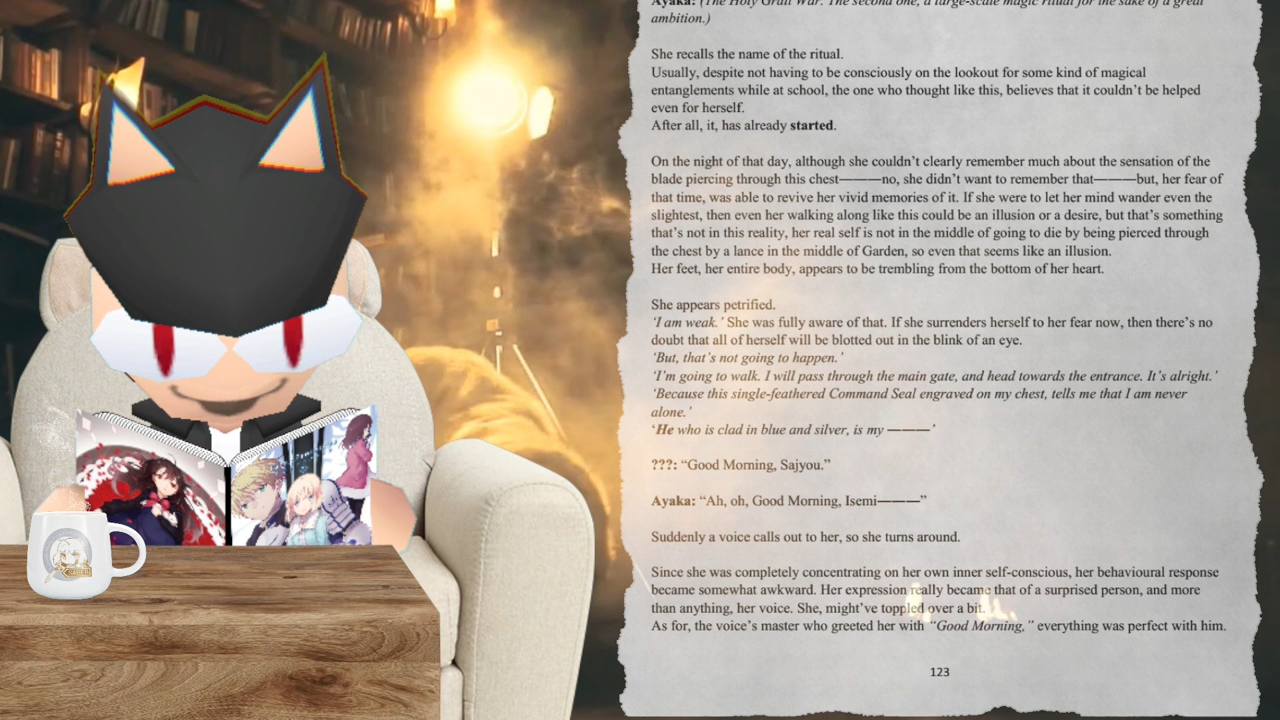 Ayaka: (The Holy Grail War. The second one, a large-scale magic ritual for the sake of a great
ambition.)
She recalls the name of the ritual.
Usually, despite not having to be consciously on the lookout for some kind of magical
entanglements while at school, the one who thought like this, believes that it couldn't be helped
even for herself.
After all, it, has already started.
On the night of that day, although she couldn't clearly remember much about the sensation of the
blade piercing through this chest———no, she didn't want to remember that———but, her fear of
that time, was able to revive her vivid memories of it. If she were to let her mind wander even the
slightest, then even her walking along like this could be an illusion or a desire, but that's something
that's not in this reality, her real self is not in the middle of going to die by being pierced through
the chest by a lance in the middle of Garden, so even that seems like an illusion.
Her feet, her entire body, appears to be trembling from the bottom of her heart.
She appears petrified.
'I am weak.' She was fully aware of that. If she surrenders herself to her fear now, then there's no
doubt that all of herself will be blotted out in the blink of an eye.
'But, that's not going to happen.'
'I'm going to walk. I will pass through the main gate, and head towards the entrance. It's alright.'
'Because this single-feathered Command Seal engraved on my chest, tells me that I am never
alone.'
'He who is clad in blue and silver, is my ———'
???: “Good Morning, Sajyou.”
Ayaka: “Ah, oh, Good Morning, Isemi———”
Suddenly a voice calls out to her, so she turns around.
Since she was completely concentrating on her own inner self-conscious, her behavioural response
became somewhat awkward. Her expression really became that of a surprised person, and more
than anything, her voice. She, might've toppled over a bit.
As for, the voice's master who greeted her with “Good Morning,” everything was perfect with him.
123